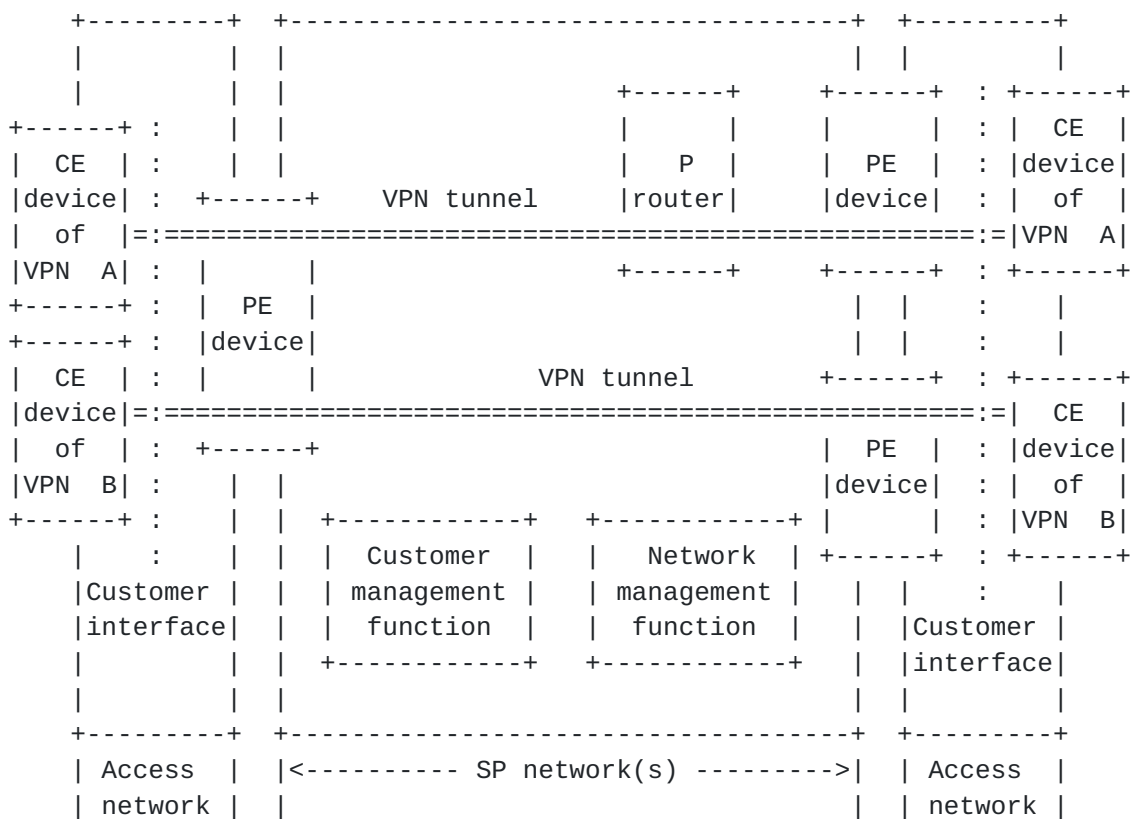 +---------+  +------------------------------------+  +---------+
|         |  |                                    |  |         |
|         |  |                     +------+     +------+  : +------+
+------+ :    |  |                     |      |     |      |  : |  CE  |
|  CE  | :    |  |                     |   P  |     |  PE  |  : |device|
|device| :  +------+    VPN tunnel     |router|     |device|  : |  of  |
|  of  |=:====================================================:=|VPN  A|
|VPN  A| :  |      |                   +------+     +------+  : +------+
+------+ :  |  PE  |                                  |  |    :    |
+------+ :  |device|                                  |  |    :    |
|  CE  | :  |      |              VPN tunnel        +------+  : +------+
|device|=:====================================================:=|  CE  |
|  of  | :  +------+                                |  PE  |  : |device|
|VPN  B| :    |  |                                  |device|  : |  of  |
+------+ :    |  |  +------------+   +------------+ |      |  : |VPN  B|
|    :    |  |  |  Customer  |   |  Network   | +------+  : +------+
|Customer |  |  | management |   | management |   |  |    :    |
|interface|  |  |  function  |   |  function  |   |  |Customer |
|         |  |  +------------+   +------------+   |  |interface|
|         |  |                                    |  |         |
+---------+  +------------------------------------+  +---------+
| Access  |  |<---------- SP network(s) --------->|  | Access  |
| network |  |                                    |  | network |